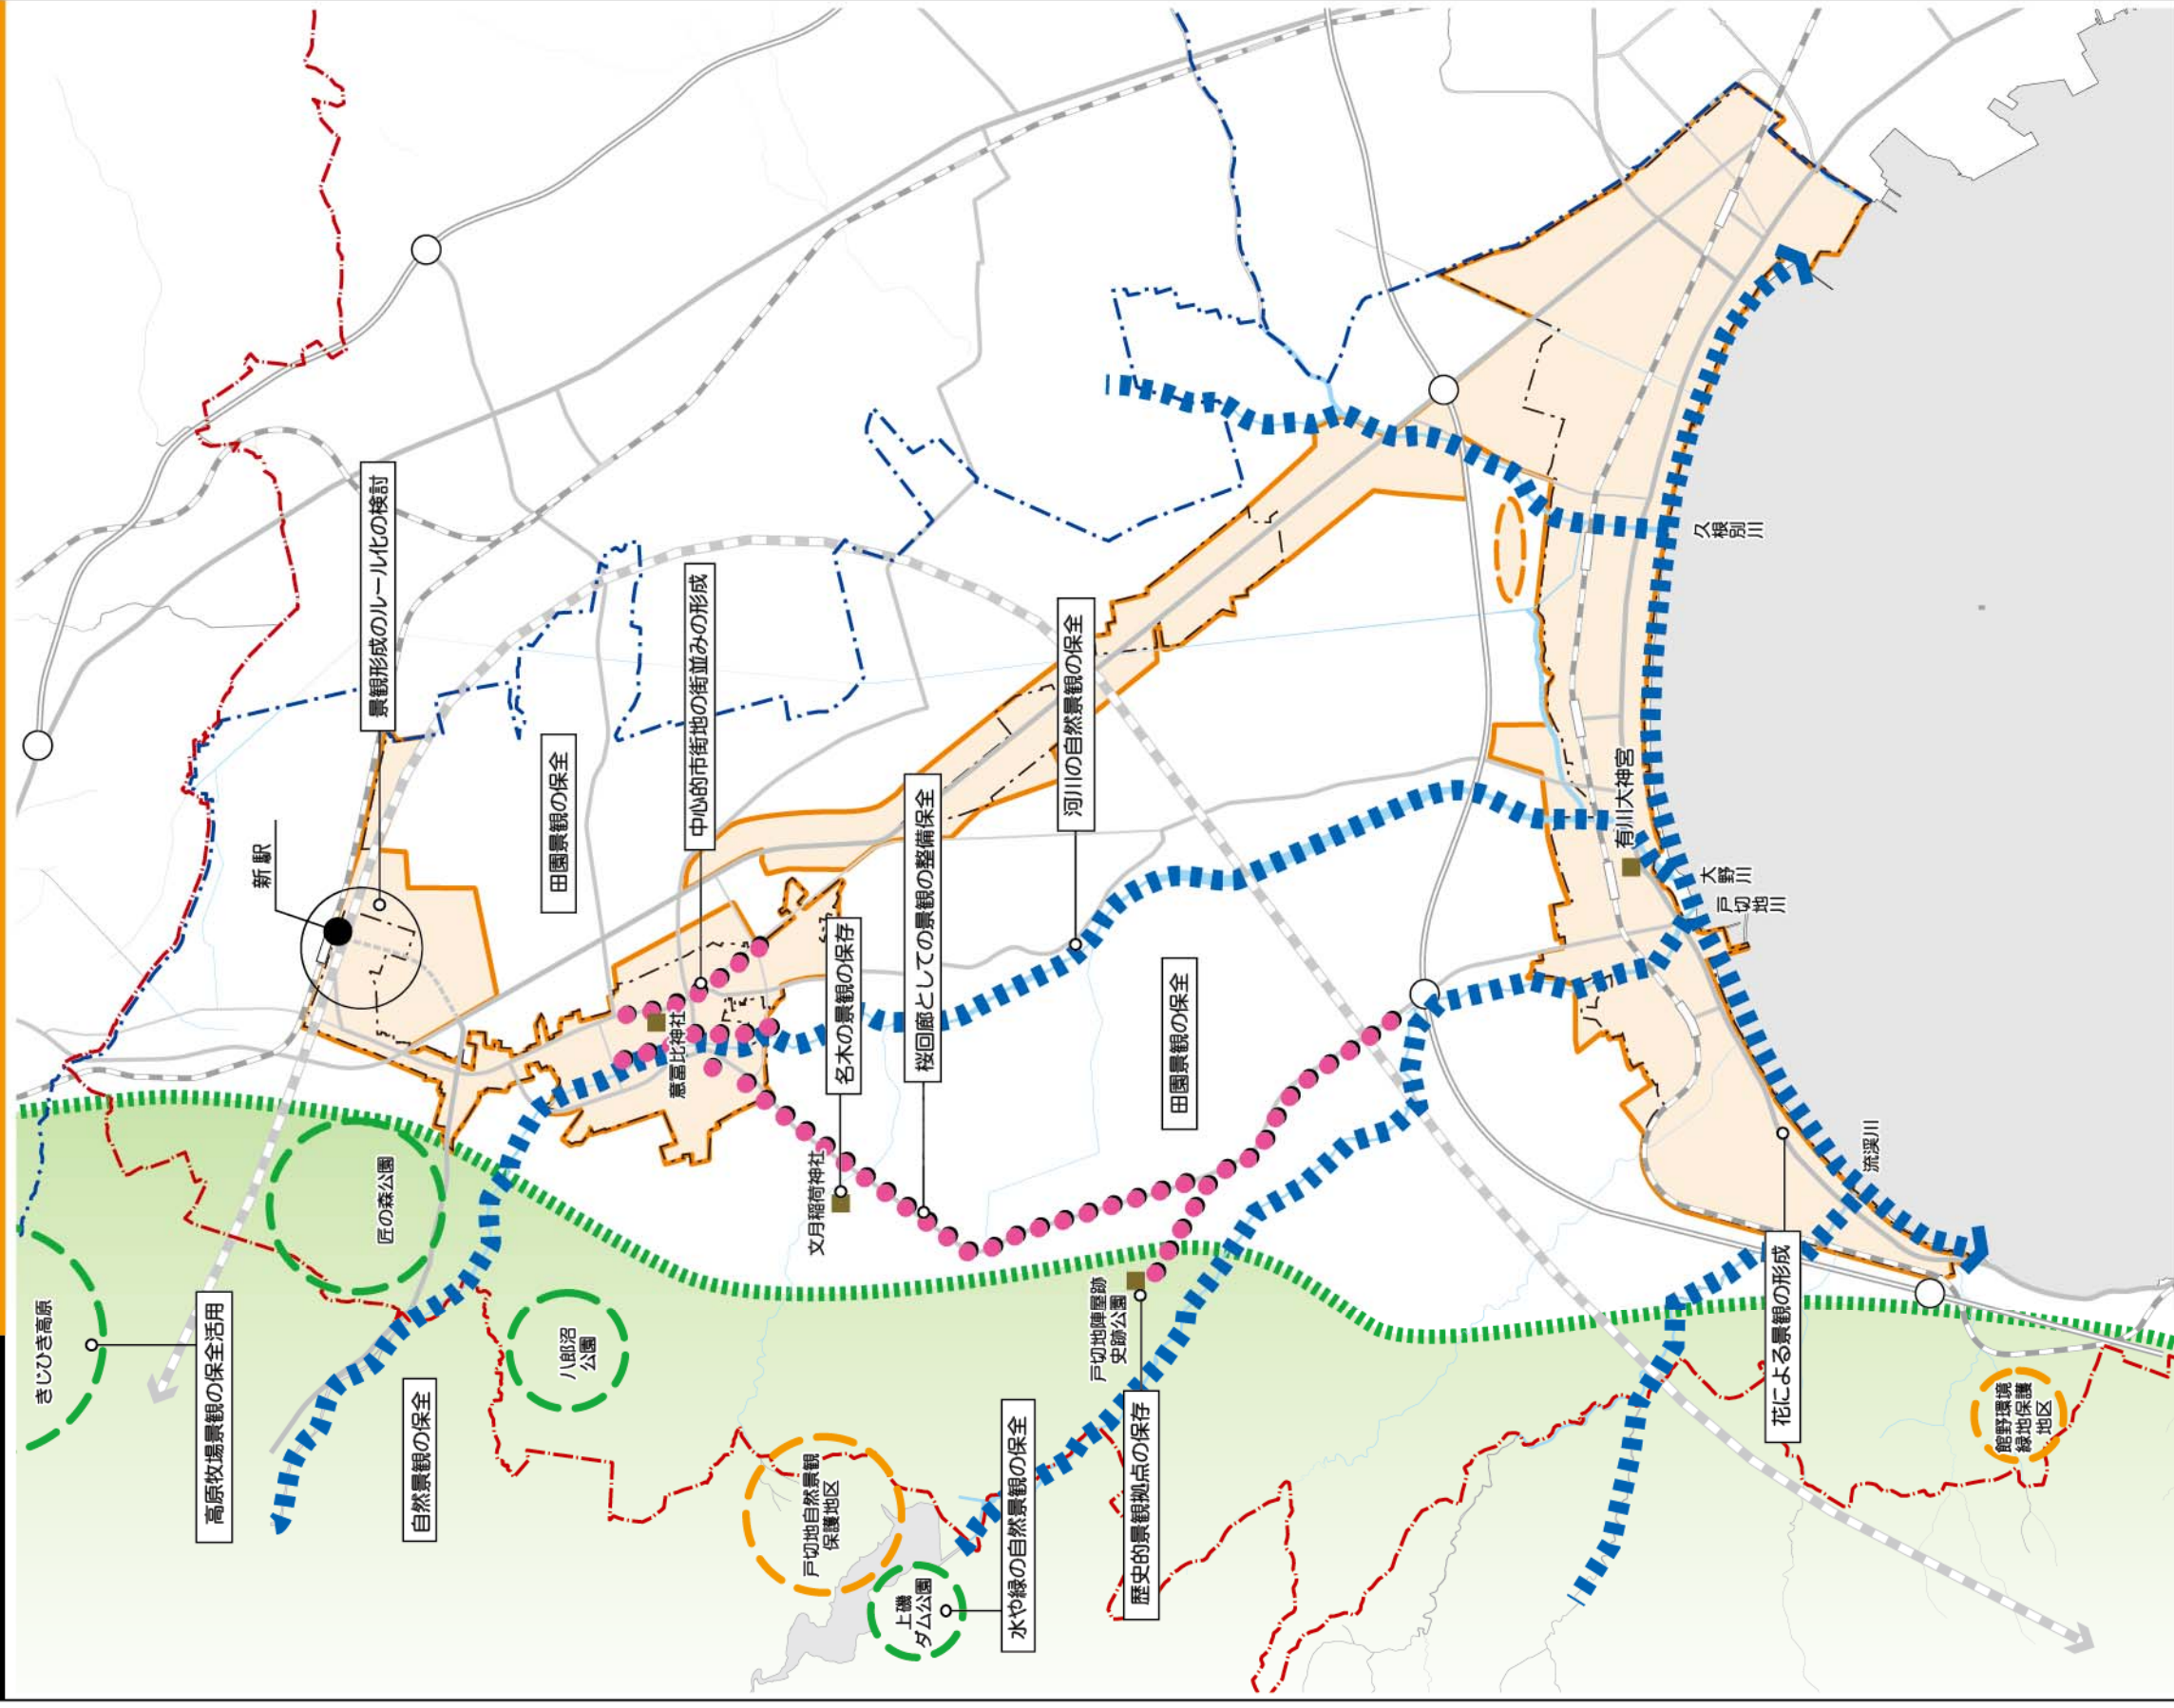 きじひき高原
高原牧場景観の保全活用
新駅
景観形成のルール化の検討
匠の森公園
自然景観の保全
田園景観の保全
八郎沼
公園
意冨比神社
中心的市街地の街並みの形成
戸切地自然景観
保護地区
文月稲荷神社
名木の景観の保存
上磯
ダム公園
桜回廊としての景観の整備保全
水や緑の自然景観の保全
河川の自然景観の保全
戸切地陣屋跡
史跡公園
歴史的景観拠点の保存
田園景観の保全
有川大神宮
久根別川
大野川
戸切地川
花による景観の形成
流渓川
館野環境
緑地保護
地区